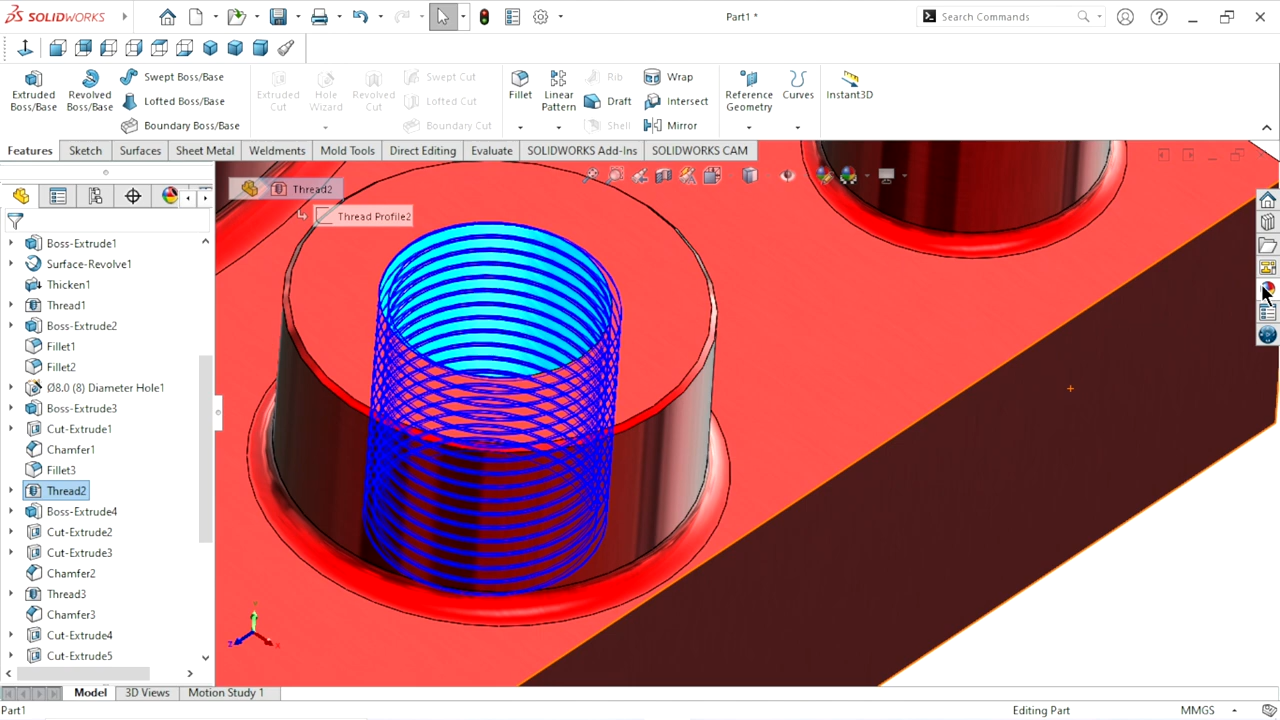 SOLIDWORKS
Part1 *
Search Commands
Extruded Boss/Base
Revolved Boss/Base
Swept Boss/Base
Lofted Boss/Base
Boundary Boss/Base
Extruded Cut
Hole Wizard
Revolved Cut
Swept Cut
Lofted Cut
Boundary Cut
Fillet
Linear Pattern
Rib
Draft
Shell
Wrap
Intersect
Mirror
Reference Geometry
Curves
Instant3D
Features
Sketch
Surfaces
Sheet Metal
Weldments
Mold Tools
Direct Editing
Evaluate
SOLIDWORKS Add-Ins
SOLIDWORKS CAM
Thread2
Thread Profile2
Boss-Extrude1
Surface-Revolve1
Thicken1
Thread1
Boss-Extrude2
Fillet1
Fillet2
Ø8.0 (8) Diameter Hole1
Boss-Extrude3
Cut-Extrude1
Chamfer1
Fillet3
Thread2
Boss-Extrude4
Cut-Extrude2
Cut-Extrude3
Chamfer2
Thread3
Chamfer3
Cut-Extrude4
Cut-Extrude5
Model
3D Views
Motion Study 1
Part1
Editing Part
MMGS